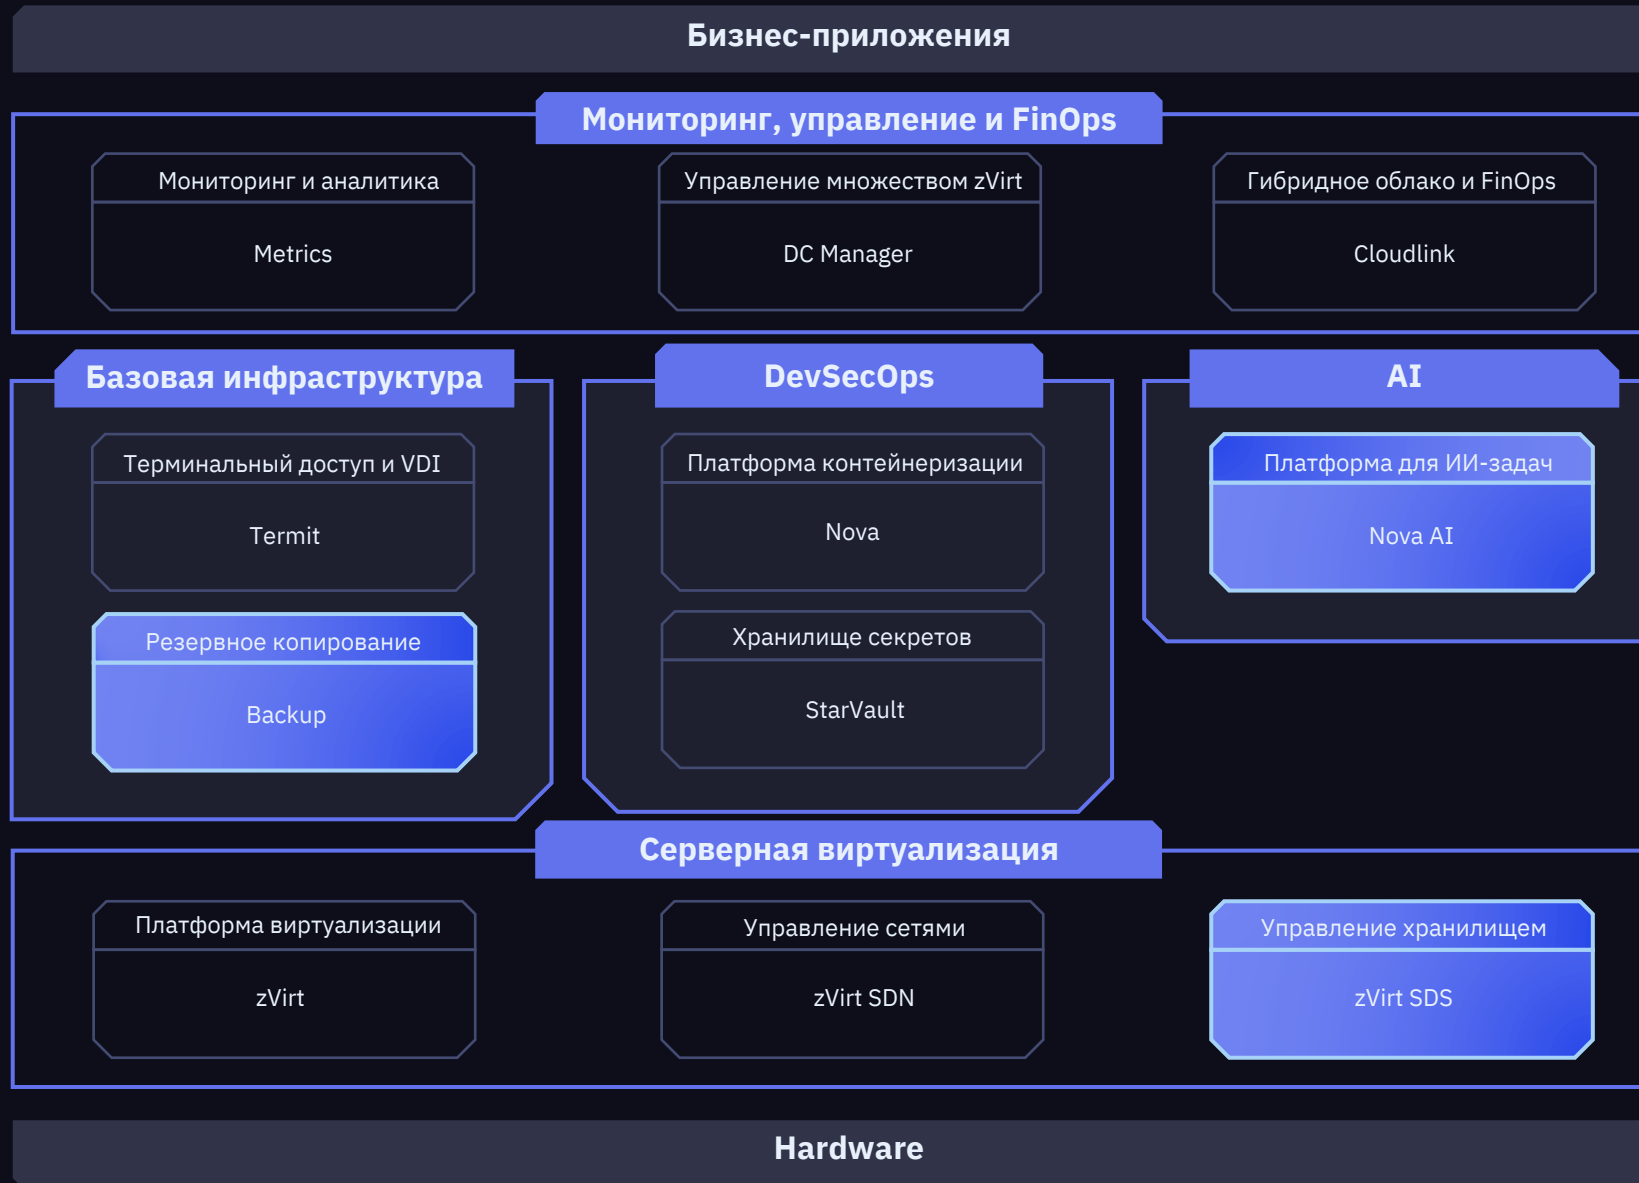 Бизнес-приложения
Мониторинг, управление и FinOps
Мониторинг и аналитика
Metrics
Управление множеством zVirt
DC Manager
Гибридное облако и FinOps
Cloudlink
Базовая инфраструктура
Терминальный доступ и VDI
Termit
Резервное копирование
Backup
DevSecOps
Платформа контейнеризации
Nova
Хранилище секретов
StarVault
AI
Платформа для ИИ-задач
Nova AI
Серверная виртуализация
Платформа виртуализации
zVirt
Управление сетями
zVirt SDN
Управление хранилищем
zVirt SDS
Hardware